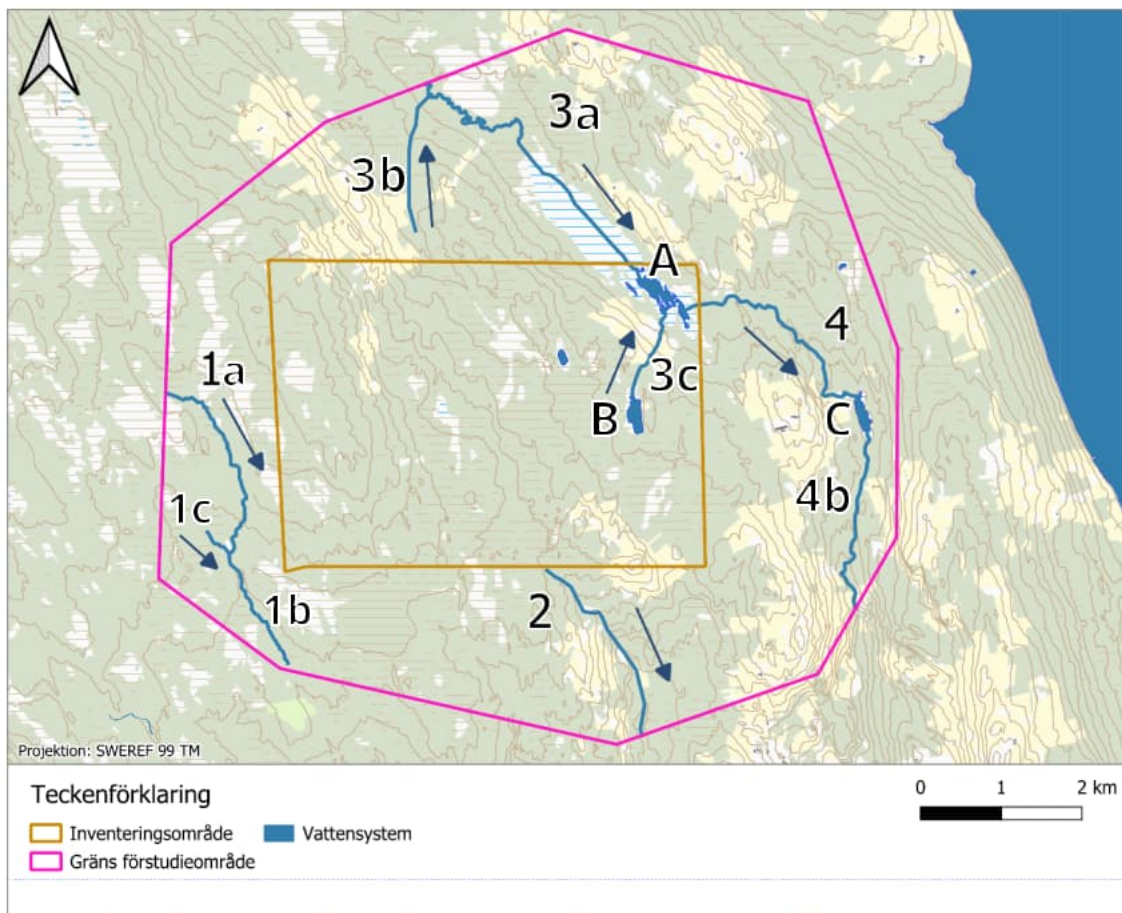 3a
3b
A
4
1a
3c
B
C
4b
1c
1b
2
Projektion: SWEREF 99 TM
Teckenförklaring
0 1 2 km
Inventeringsområde Vattensystem
Gräns förstudieområde